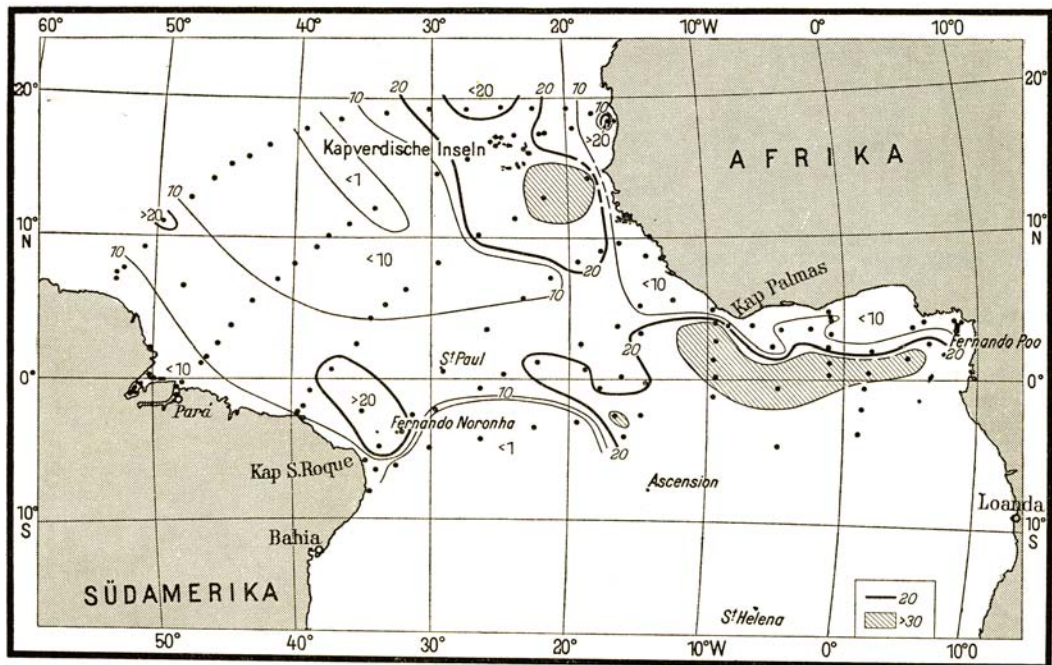 60° 50° 40° 30° 20° 10° 0° 10°0
20° 20°
20 <20 20 10
10 10
>20
Kapverdische Inseln
AFRIKA
<1
10
>20
10° N 10° N
10 <10 20
10
<10
Kap Palmas
<10
Fernando Poo
20
St Paul
20
<10
0° 0°
Pará
>20
10
Fernando Noronha
<1
20
Kap S.Roque
Ascension
Loanda
10° S 10° S
Bahia
SÜDAMERIKA
20
>30
St Helena
60° 50° 40° 30° 20° 10°W 0° 10°0